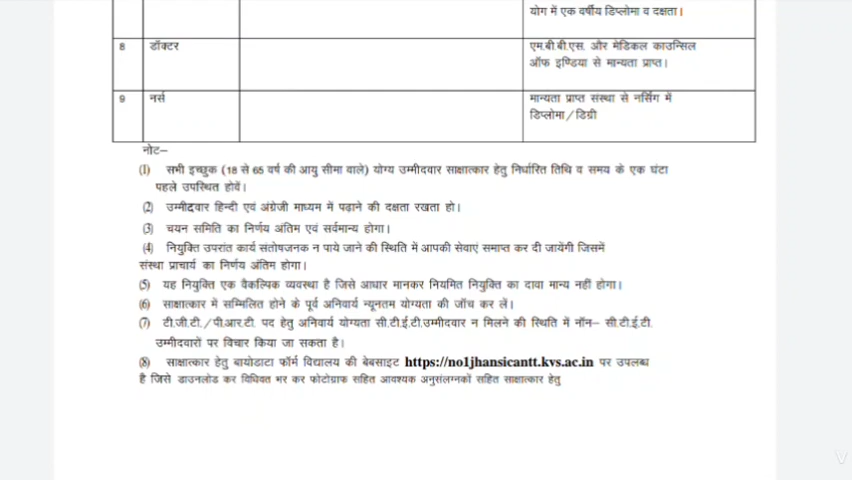 योग में एक वर्षीय डिप्लोमा व दक्षता।
8 डॉक्टर एम.बी.बी.एस. और मेडिकल काउन्सिल
ऑफ इण्डिया से मान्यता प्राप्त।
9 नर्स मान्यता प्राप्त संस्था से नर्सिंग में
डिप्लोमा/डिग्री
नोट–
(1) सभी इच्छुक (18 से 65 वर्ष की आयु सीमा वाले) योग्य उम्मीदवार साक्षात्कार हेतु निर्धारित तिथि व समय के एक घंटा
पहले उपस्थित होवें।
(2) उम्मीदवार हिन्दी एवं अंग्रेजी माध्यम में पढ़ाने की दक्षता रखता हो।
(3) चयन समिति का निर्णय अंतिम एवं सर्वमान्य होगा।
(4) नियुक्ति उपरांत कार्य संतोषजनक न पाये जाने की स्थिति में आपकी सेवाएं समाप्त कर दी जायेंगी जिसमें
संस्था प्राचार्य का निर्णय अंतिम होगा।
(5) यह नियुक्ति एक वैकल्पिक व्यवस्था है जिसे आधार मानकर नियमित नियुक्ति का दावा मान्य नहीं होगा।
(6) साक्षात्कार में सम्मिलित होने के पूर्व अनिवार्य न्यूनतम योग्यता की जॉच कर लें।
(7) टी.जी.टी./पी.आर.टी. पद हेतु अनिवार्य योग्यता सी.टी.ई.टी.उम्मीदवार न मिलने की स्थिति में नॉन– सी.टी.ई.टी.
उम्मीदवारों पर विचार किया जा सकता है।
(8) साक्षात्कार हेतु बायोडाटा फॉर्म विद्यालय की बेबसाइट https://no1jhansicantt.kvs.ac.in पर उपलब्ध
है जिसे डाउनलोड कर विधिवत भर कर फोटोग्राफ सहित आवश्यक अनुसंलग्नकों सहित साक्षात्कार हेतु
V